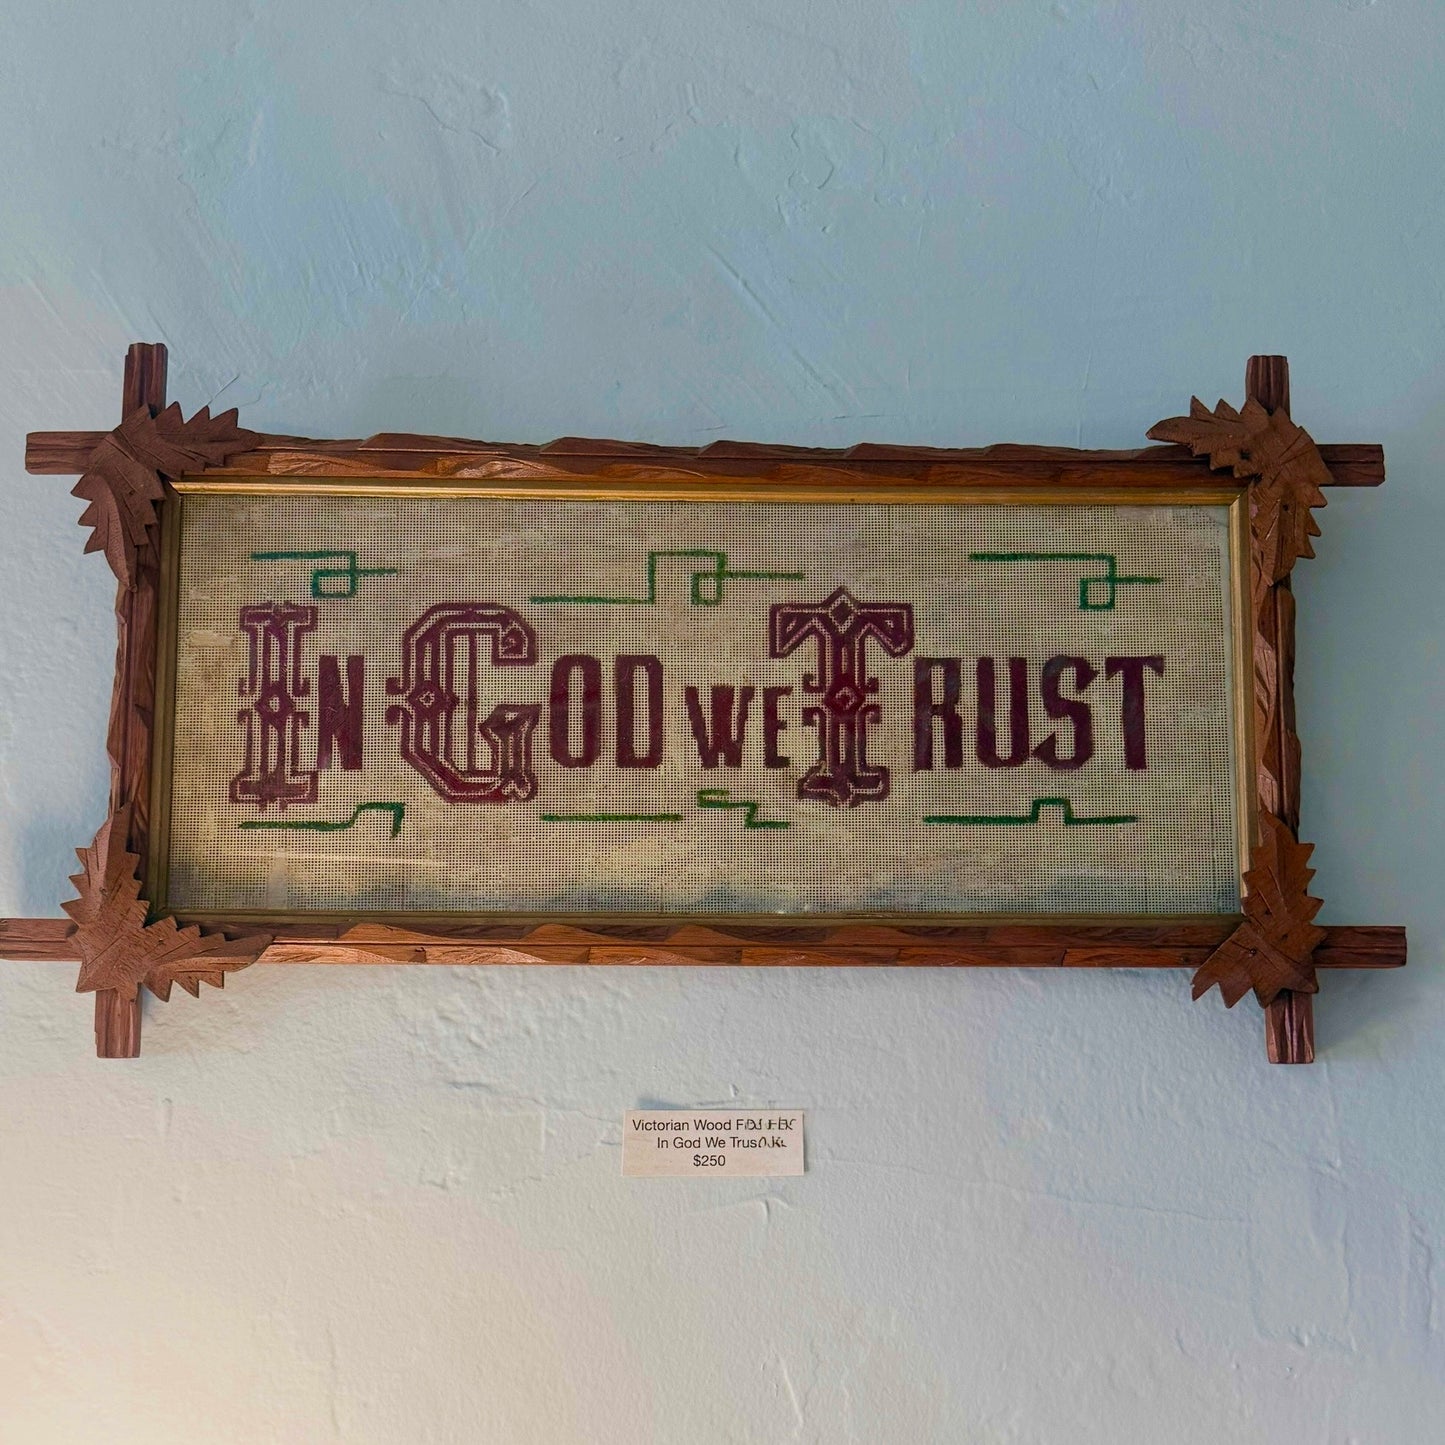 IN GOD WE TRUST
Victorian Wood
In God We
$250